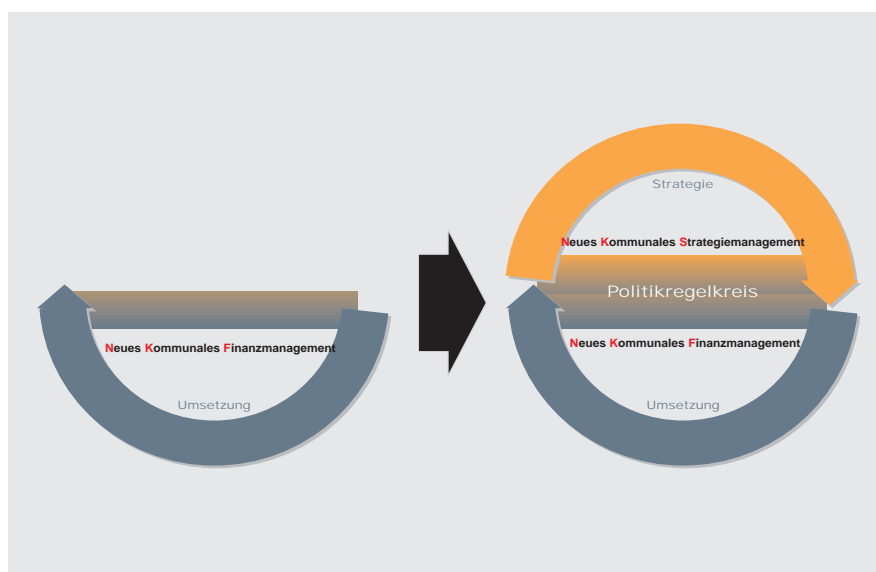 Neues Kommunales Finanzmanagement
Umsetzung
Strategie
Neues Kommunales Strategiemanagement
Politikregelkreis
Neues Kommunales Finanzmanagement
Umsetzung